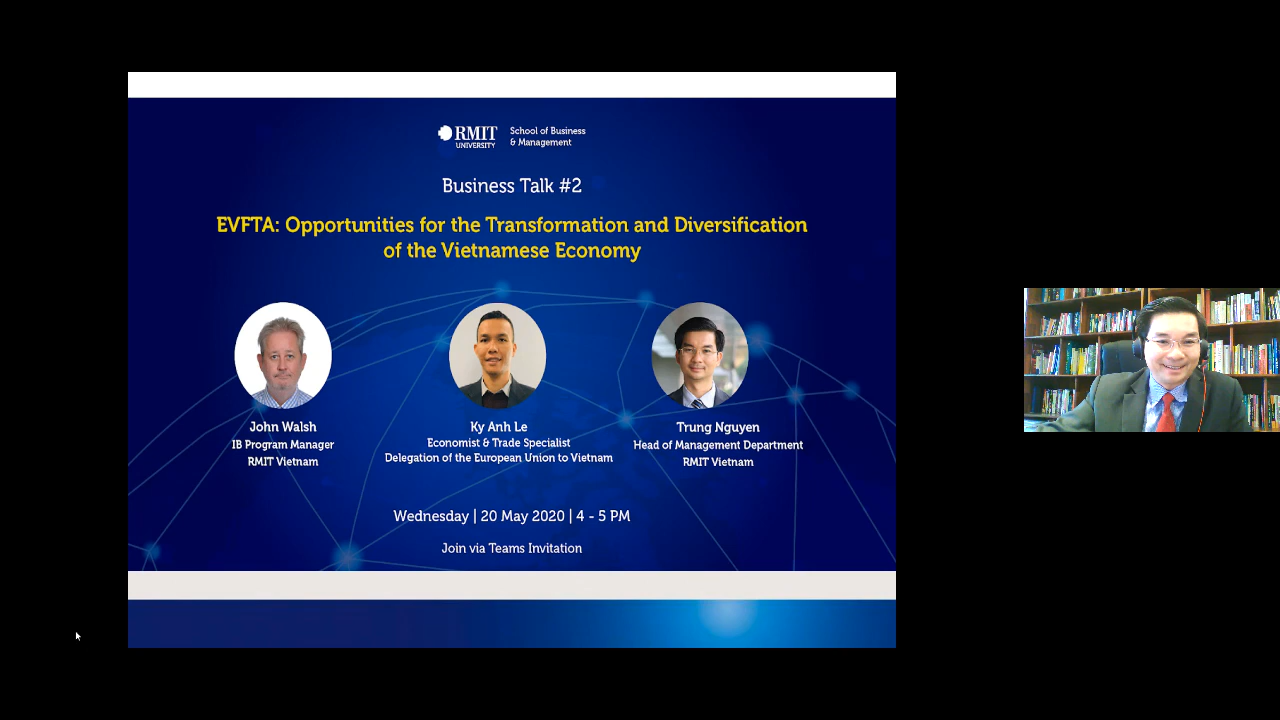 RMIT
UNIVERSITY
School of Business
& Management
Business Talk #2
EVFTA: Opportunities for the Transformation and Diversification
of the Vietnamese Economy
John Walsh
IB Program Manager
RMIT Vietnam
Ky Anh Le
Economist & Trade Specialist
Delegation of the European Union to Vietnam
Trung Nguyen
Head of Management Department
RMIT Vietnam
Wednesday | 20 May 2020 | 4 - 5 PM
Join via Teams Invitation